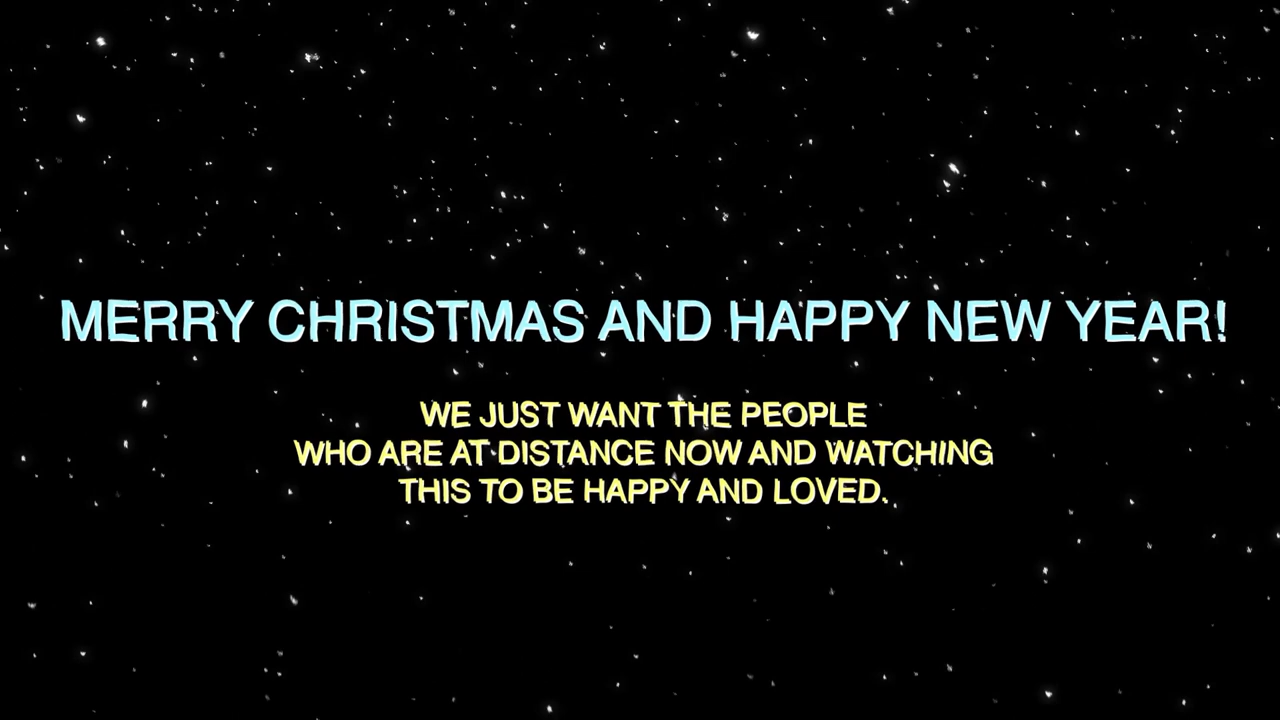 MERRY CHRISTMAS AND HAPPY NEW YEAR!
WE JUST WANT THE PEOPLE
WHO ARE AT DISTANCE NOW AND WATCHING
THIS TO BE HAPPY AND LOVED.